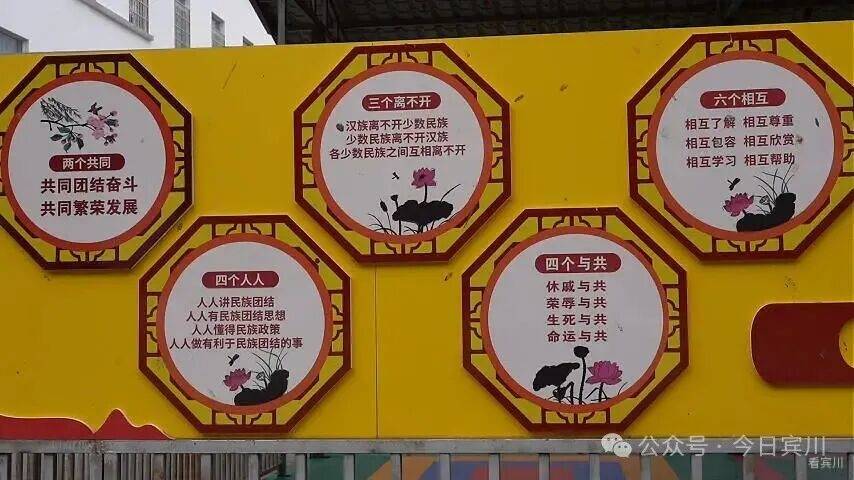 两个共同
共同团结奋斗
共同繁荣发展
三个离不开
汉族离不开少数民族
少数民族离不开汉族
各少数民族之间互相离不开
六个相互
相互了解 相互尊重
相互包容 相互欣赏
相互学习 相互帮助
四个人人
人人讲民族团结
人人有民族团结思想
人人懂得民族政策
人人做有利于民族团结的事
四个与共
休戚与共
荣辱与共
生死与共
命运与共
公众号·今日宾川
看宾川